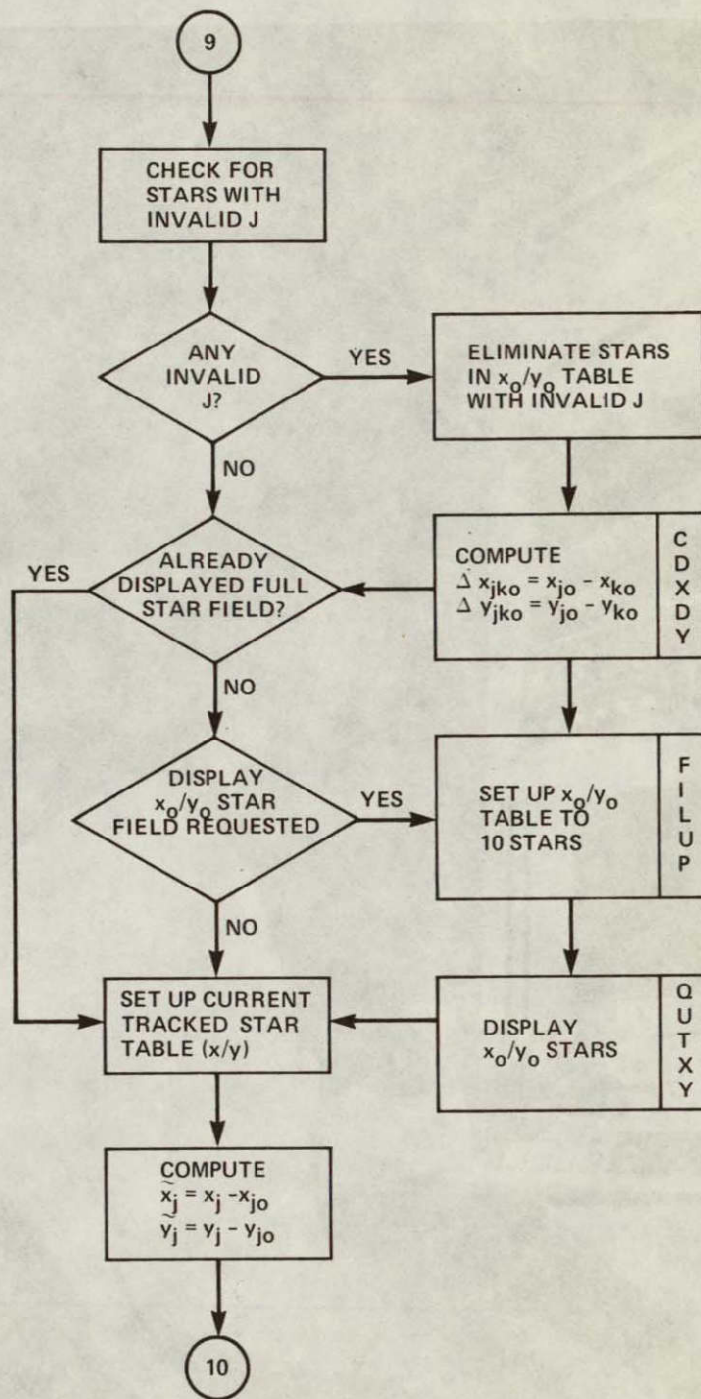 9
CHECK FOR
STARS WITH
INVALID J
ANY
INVALID
J?
YES
ELIMINATE STARS
IN x₀/y₀ TABLE
WITH INVALID J
NO
ALREADY
DISPLAYED FULL
STAR FIELD?
YES
COMPUTE
Δ xjko = xjo - xko
Δ yjko = yjo - yko
C
D
X
D
Y
NO
DISPLAY
x₀/y₀ STAR
FIELD REQUESTED
YES
SET UP x₀/y₀
TABLE TO
10 STARS
F
I
L
U
P
NO
SET UP CURRENT
TRACKED STAR
TABLE (x/y)
DISPLAY
x₀/y₀ STARS
Q
U
T
X
Y
COMPUTE
x̃j = xj -xjo
ỹj = yj - yjo
10